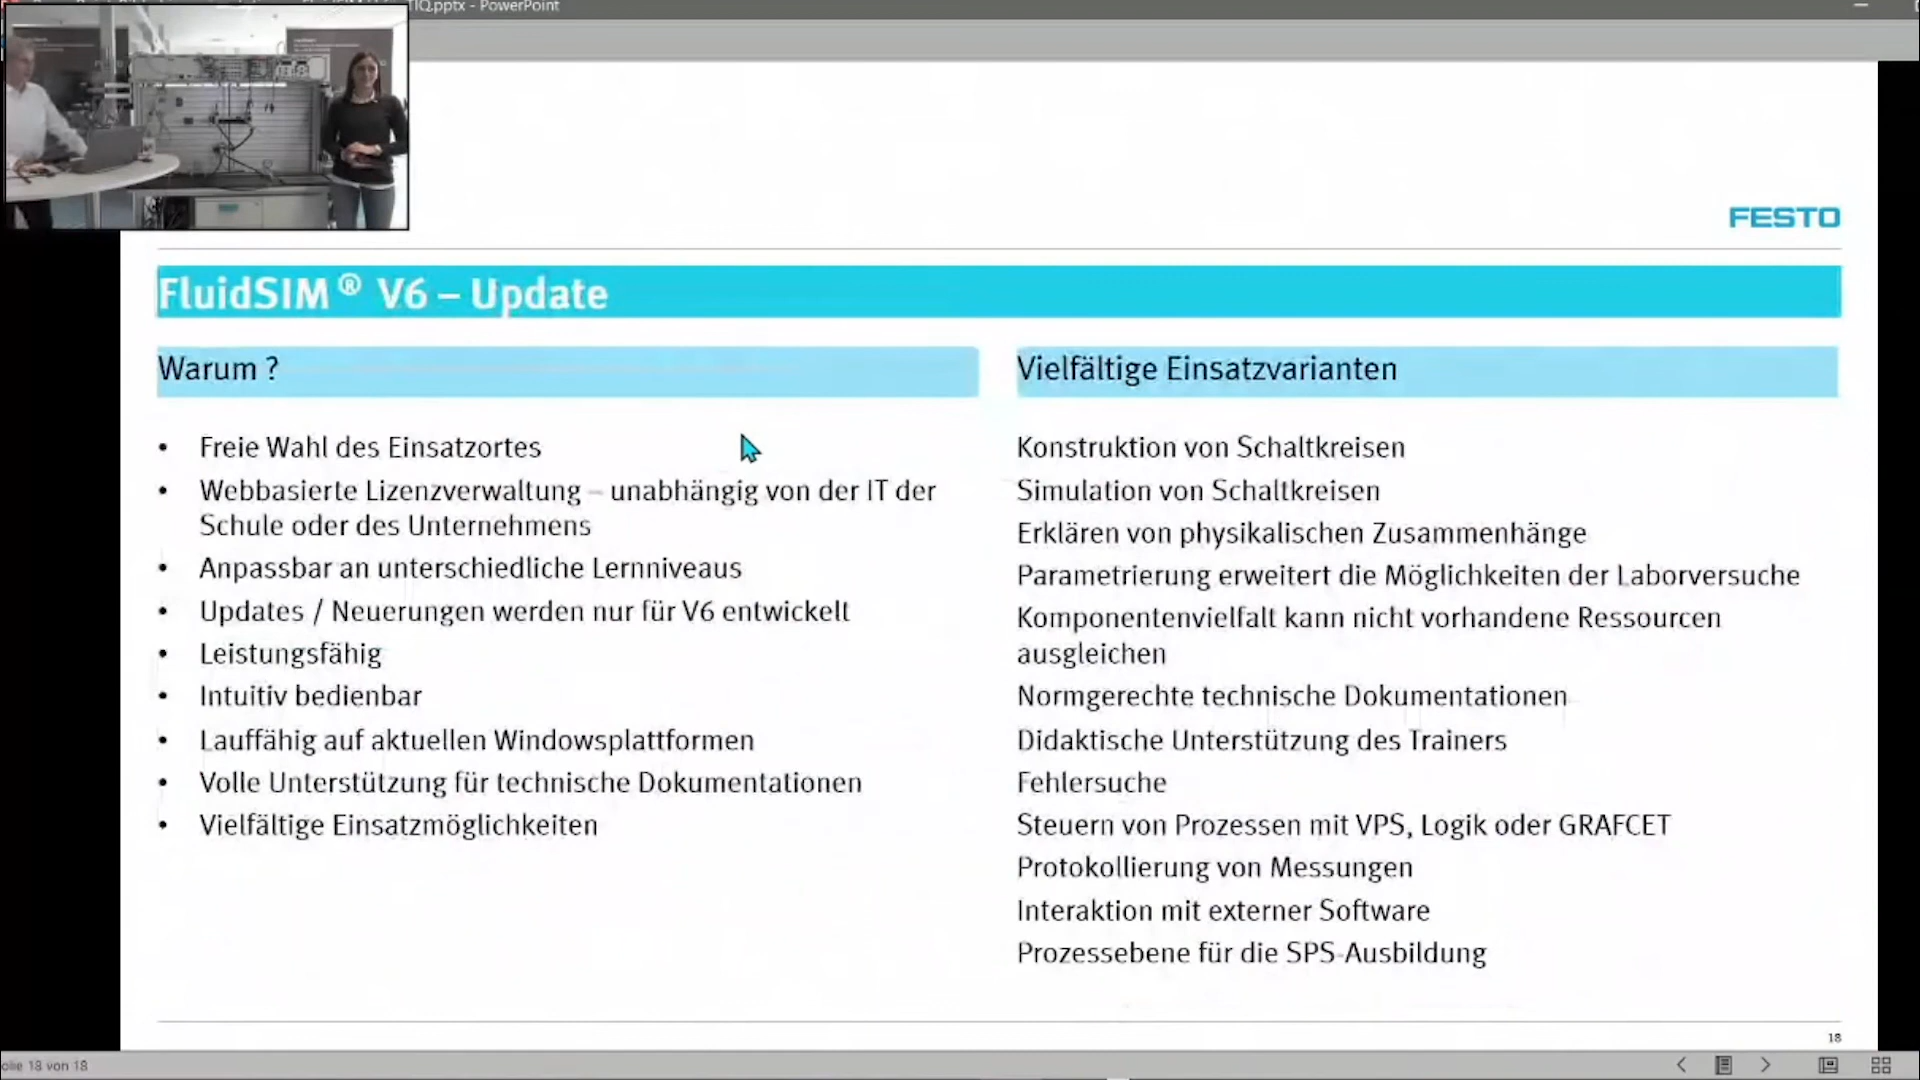 TIQ.pptx - PowerPoint
FESTO
FluidSIM® V6 – Update
Warum ?
• Freie Wahl des Einsatzortes
• Webbasierte Lizenzverwaltung – unabhängig von der IT der
Schule oder des Unternehmens
• Anpassbar an unterschiedliche Lernniveaus
• Updates / Neuerungen werden nur für V6 entwickelt
• Leistungsfähig
• Intuitiv bedienbar
• Lauffähig auf aktuellen Windowsplattformen
• Volle Unterstützung für technische Dokumentationen
• Vielfältige Einsatzmöglichkeiten
Vielfältige Einsatzvarianten
Konstruktion von Schaltkreisen
Simulation von Schaltkreisen
Erklären von physikalischen Zusammenhänge
Parametrierung erweitert die Möglichkeiten der Laborversuche
Komponentenvielfalt kann nicht vorhandene Ressourcen
ausgleichen
Normgerechte technische Dokumentationen
Didaktische Unterstützung des Trainers
Fehlersuche
Steuern von Prozessen mit VPS, Logik oder GRAFCET
Protokollierung von Messungen
Interaktion mit externer Software
Prozessebene für die SPS-Ausbildung
18
olie 18 von 18